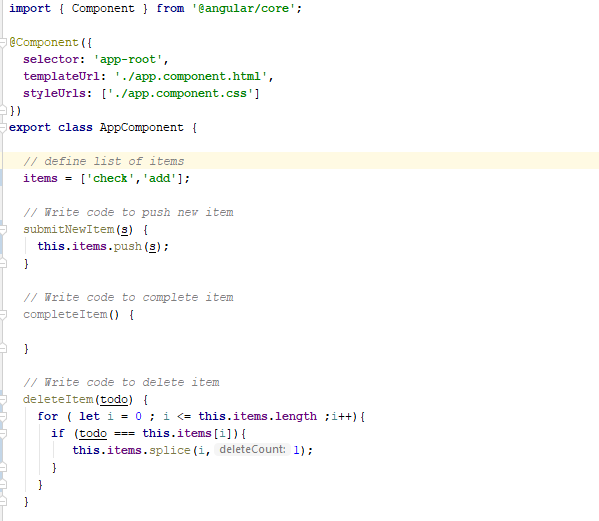 import { Component } from '@angular/core';
@Component({
  selector: 'app-root',
  templateUrl: './app.component.html',
  styleUrls: ['./app.component.css']
})
export class AppComponent {
  // define list of items
  items = ['check','add'];
  // Write code to push new item
  submitNewItem(s) {
    this.items.push(s);
  }
  // Write code to complete item
  completeItem() {
  }
  // Write code to delete item
  deleteItem(todo) {
    for ( let i = 0 ; i <= this.items.length ;i++){
      if (todo === this.items[i]){
         this.items.splice(i, deleteCount: 1);
      }
    }
  }